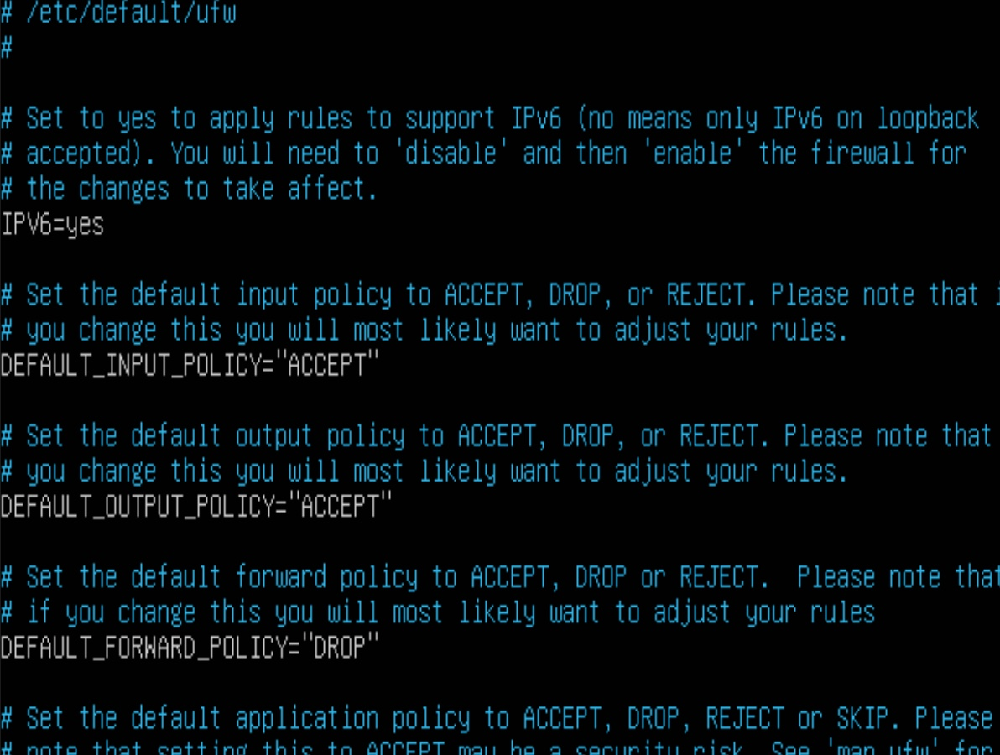 # /etc/default/ufw
#
# Set to yes to apply rules to support IPv6 (no means only IPv6 on loopback
# accepted). You will need to 'disable' and then 'enable' the firewall for
# the changes to take affect.
IPV6=yes
# Set the default input policy to ACCEPT, DROP, or REJECT. Please note that
# you change this you will most likely want to adjust your rules.
DEFAULT_INPUT_POLICY="ACCEPT"
# Set the default output policy to ACCEPT, DROP, or REJECT. Please note that
# you change this you will most likely want to adjust your rules.
DEFAULT_OUTPUT_POLICY="ACCEPT"
# Set the default forward policy to ACCEPT, DROP or REJECT.  Please note that
# if you change this you will most likely want to adjust your rules
DEFAULT_FORWARD_POLICY="DROP"
# Set the default application policy to ACCEPT, DROP, REJECT or SKIP. Please
# note that setting this to ACCEPT may be a security risk. See 'man ufw' for